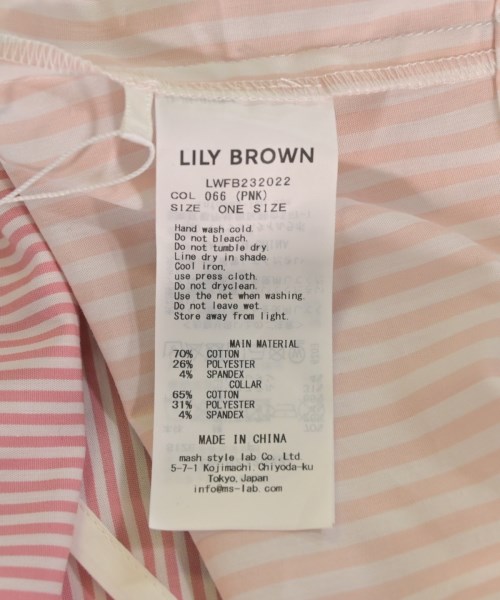 LILY BROWN
LWFB232022
COL 066 (PNK)
SIZE ONE SIZE
Hand wash cold.
Do not bleach.
Do not tumble dry.
Line dry in shade.
Cool iron,
use press cloth.
Do not dryclean.
Use the net when washing.
Do not leave wet.
Store away from light.
MAIN MATERIAL
70% COTTON
26% POLYESTER
4% SPANDEX
COLLAR
65% COTTON
31% POLYESTER
4% SPANDEX
MADE IN CHINA
mash style lab Co.,Ltd
5-7-1 Kojimachi.Chiyoda-ku
Tokyo,Japan
info@ms-lab.com